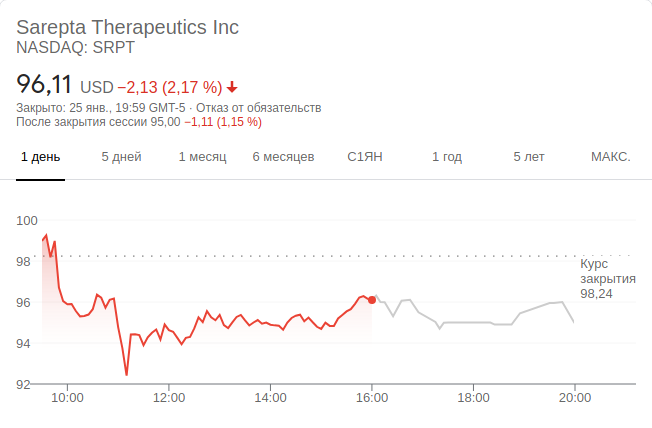 Sarepta Therapeutics Inc
NASDAQ: SRPT
96,11 USD −2,13 (2,17 %)
Закрыто: 25 янв., 19:59 GMT-5 · Отказ от обязательств
После закрытия сессии 95,00 −1,11 (1,15 %)
1 день 5 дней 1 месяц 6 месяцев С1ЯН 1 год 5 лет МАКС.
100
98
96
94
92
Курс
закрытия
98,24
10:00 12:00 14:00 16:00 18:00 20:00